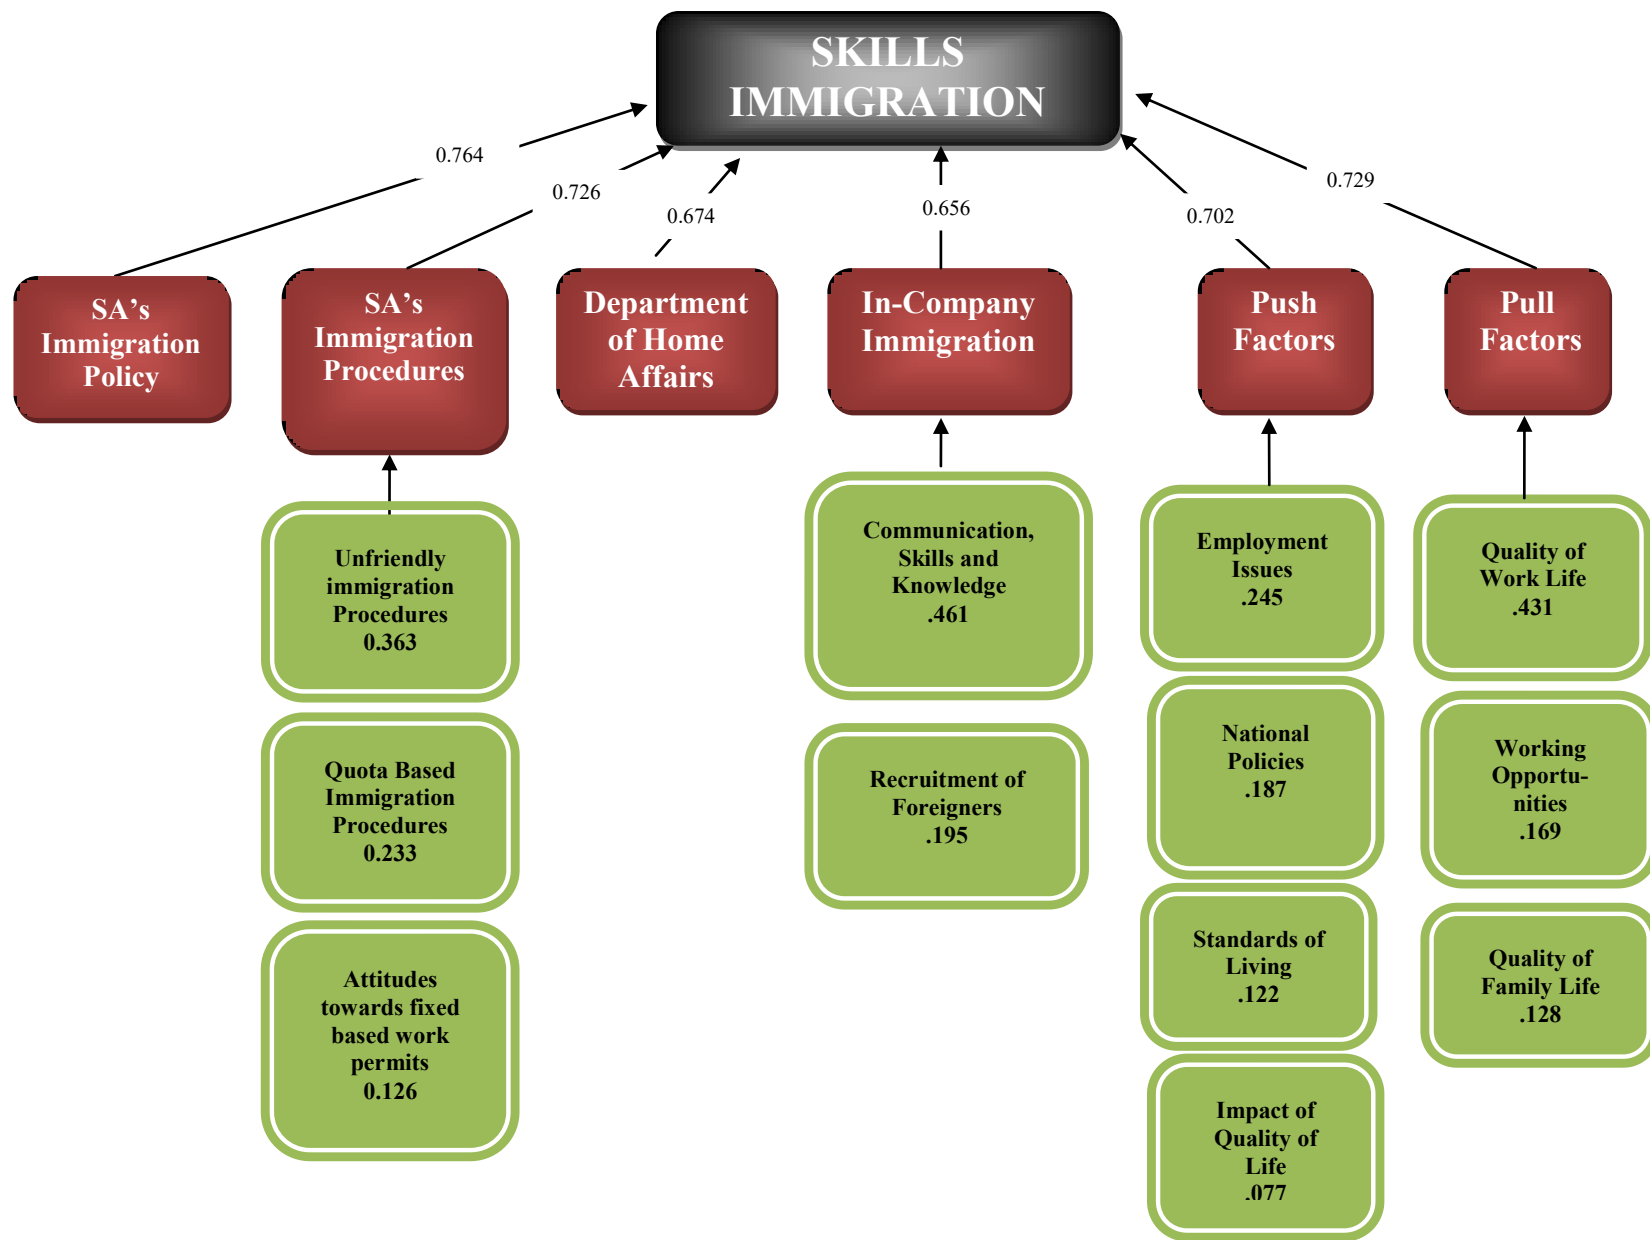 SKILLS
IMMIGRATION
0.764
0.726
0.674
0.656
0.702
0.729
SA’s
Immigration
Policy
SA’s
Immigration
Procedures
Department
of Home
Affairs
In-Company
Immigration
Push
Factors
Pull
Factors
Unfriendly
immigration
Procedures
0.363
Quota Based
Immigration
Procedures
0.233
Attitudes
towards fixed
based work
permits
0.126
Communication,
Skills and
Knowledge
.461
Recruitment of
Foreigners
.195
Employment
Issues
.245
National
Policies
.187
Standards of
Living
.122
Impact of
Quality of
Life
.077
Quality of
Work Life
.431
Working
Opportu-
nities
.169
Quality of
Family Life
.128